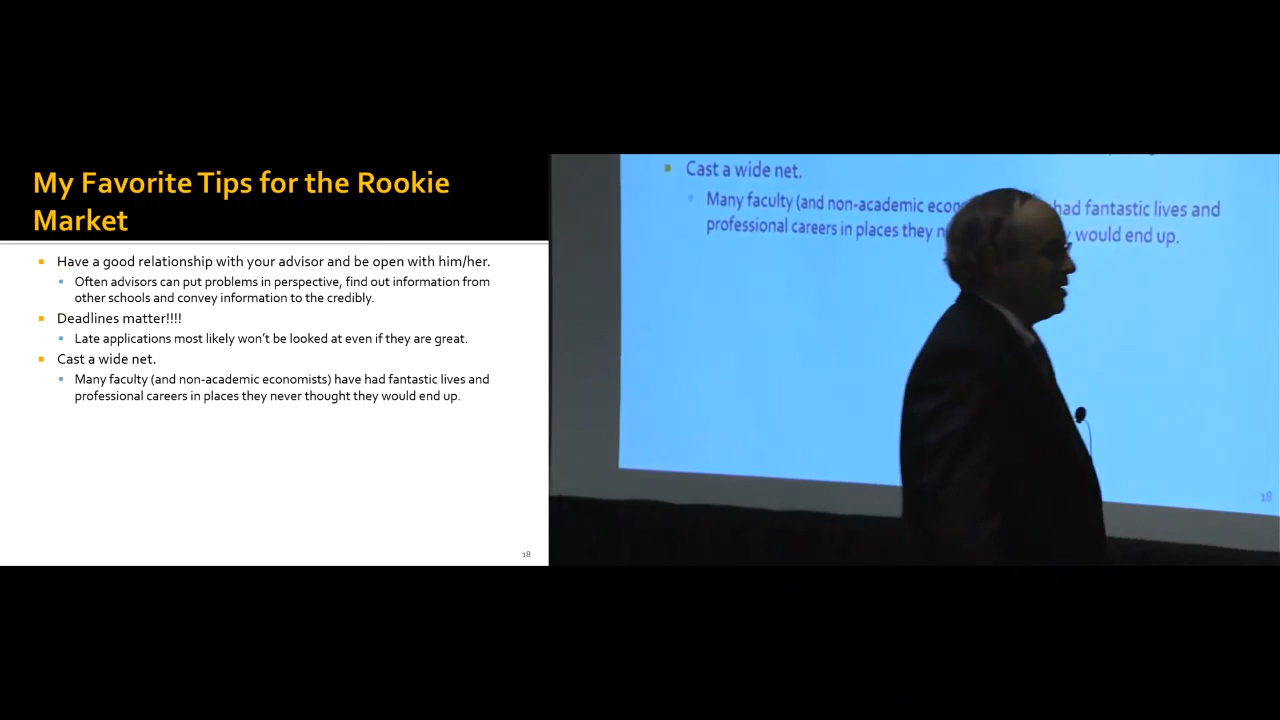 My Favorite Tips for the Rookie
Market
Have a good relationship with your advisor and be open with him/her.
Often advisors can put problems in perspective, find out information from
other schools and convey information to the credibly.
Deadlines matter!!!!
Late applications most likely won't be looked at even if they are great.
Cast a wide net.
Many faculty (and non-academic economists) have had fantastic lives and
professional careers in places they never thought they would end up.
18
Cast a wide net.
Many faculty (and non-academic had fantastic lives and
professional careers in places they would end up.
18